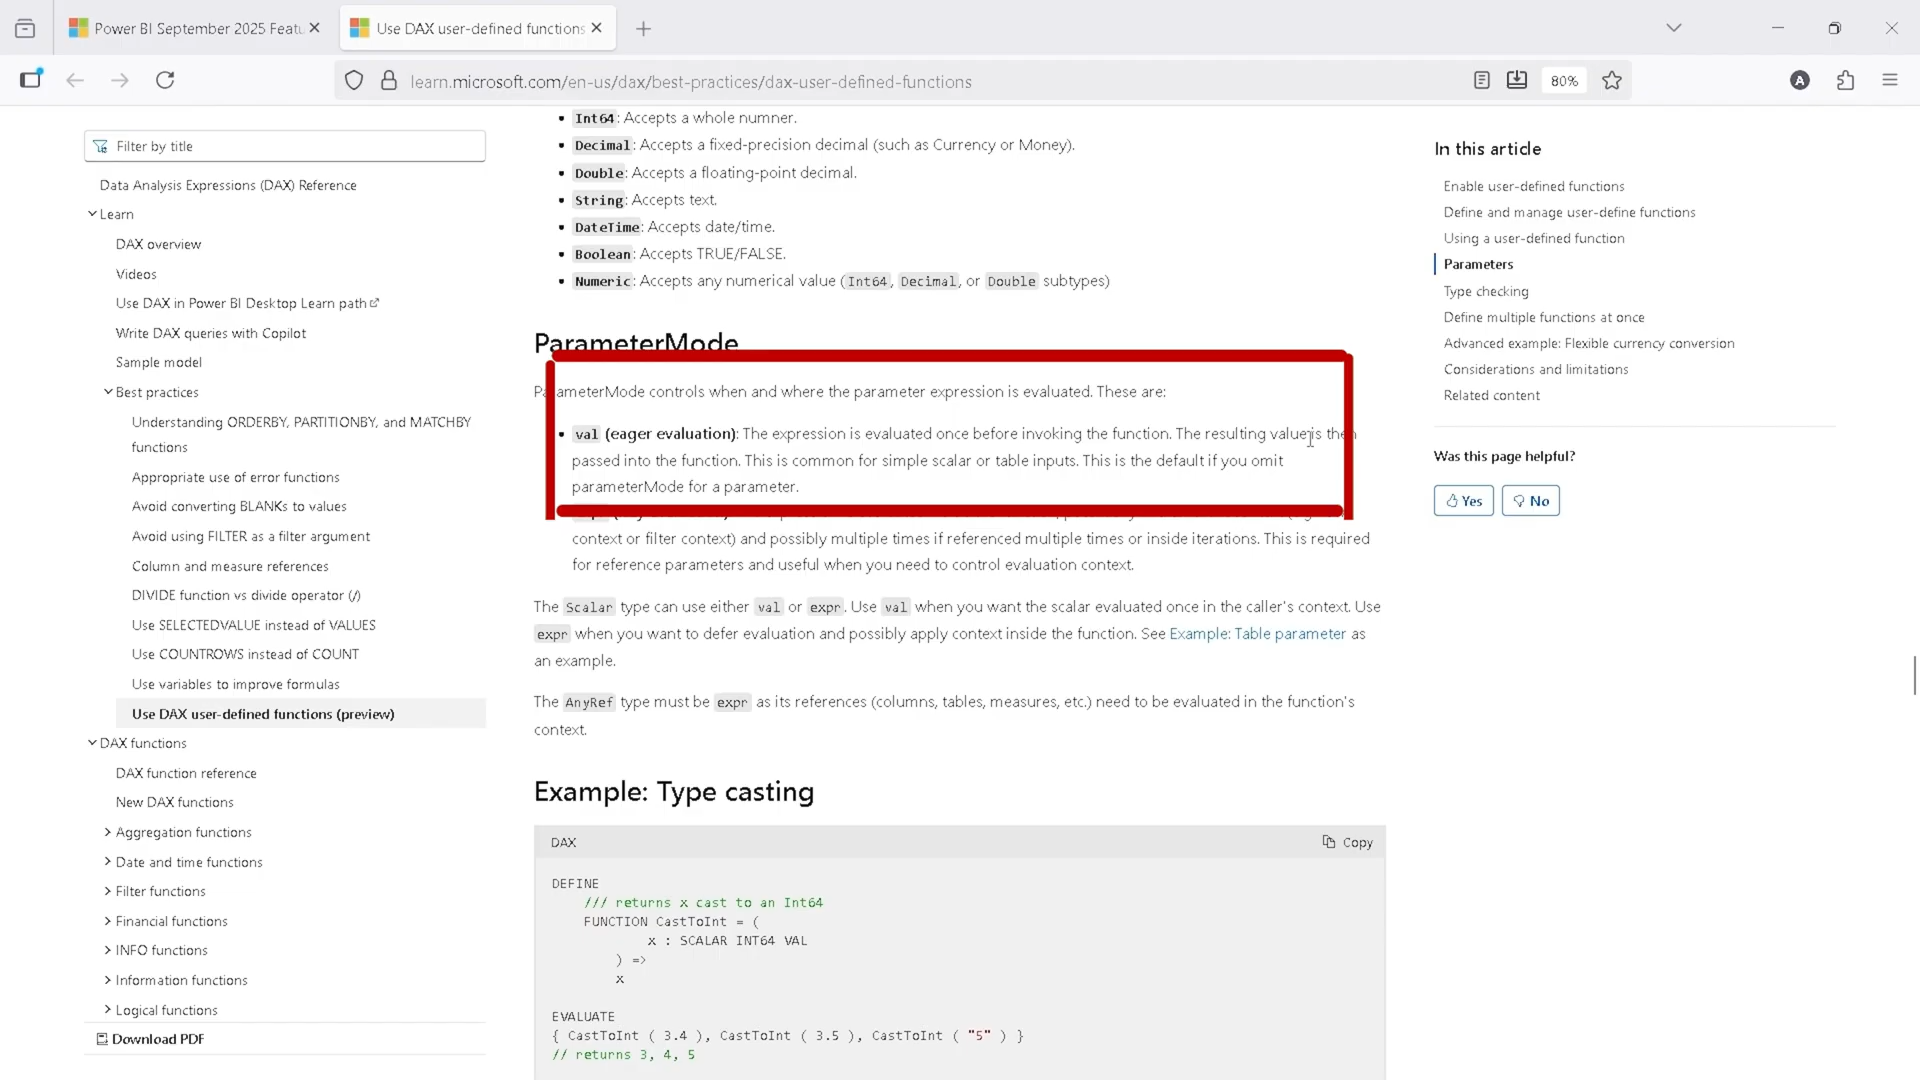 Power BI September 2025 Featu
Use DAX user-defined functions
learn.microsoft.com/en-us/dax/best-practices/dax-user-defined-functions
80%
A
Filter by title
Data Analysis Expressions (DAX) Reference
Learn
DAX overview
Videos
Use DAX in Power BI Desktop Learn path
Write DAX queries with Copilot
Sample model
Best practices
Understanding ORDERBY, PARTITIONBY, and MATCHBY
functions
Appropriate use of error functions
Avoid converting BLANKs to values
Avoid using FILTER as a filter argument
Column and measure references
DIVIDE function vs divide operator (/)
Use SELECTEDVALUE instead of VALUES
Use COUNTROWS instead of COUNT
Use variables to improve formulas
Use DAX user-defined functions (preview)
DAX functions
DAX function reference
New DAX functions
Aggregation functions
Date and time functions
Filter functions
Financial functions
INFO functions
Information functions
Logical functions
Download PDF
Int64: Accepts a whole numner.
Decimal: Accepts a fixed-precision decimal (such as Currency or Money).
Double: Accepts a floating-point decimal.
String: Accepts text.
DateTime: Accepts date/time.
Boolean: Accepts TRUE/FALSE.
Numeric: Accepts any numerical value (Int64, Decimal, or Double subtypes)
ParameterMode
ParameterMode controls when and where the parameter expression is evaluated. These are:
val (eager evaluation): The expression is evaluated once before invoking the function. The resulting value is then
passed into the function. This is common for simple scalar or table inputs. This is the default if you omit
parameterMode for a parameter.
context or filter context) and possibly multiple times if referenced multiple times or inside iterations. This is required
for reference parameters and useful when you need to control evaluation context.
The Scalar type can use either val or expr. Use val when you want the scalar evaluated once in the caller's context. Use
expr when you want to defer evaluation and possibly apply context inside the function. See Example: Table parameter as
an example.
The AnyRef type must be expr as its references (columns, tables, measures, etc.) need to be evaluated in the function's
context.
Example: Type casting
DAX
Copy
DEFINE
/// returns x cast to an Int64
FUNCTION CastToInt = (
x : SCALAR INT64 VAL
) =>
x
EVALUATE
{ CastToInt ( 3.4 ), CastToInt ( 3.5 ), CastToInt ( "5" ) }
// returns 3, 4, 5
In this article
Enable user-defined functions
Define and manage user-define functions
Using a user-defined function
Parameters
Type checking
Define multiple functions at once
Advanced example: Flexible currency conversion
Considerations and limitations
Related content
Was this page helpful?
Yes
No